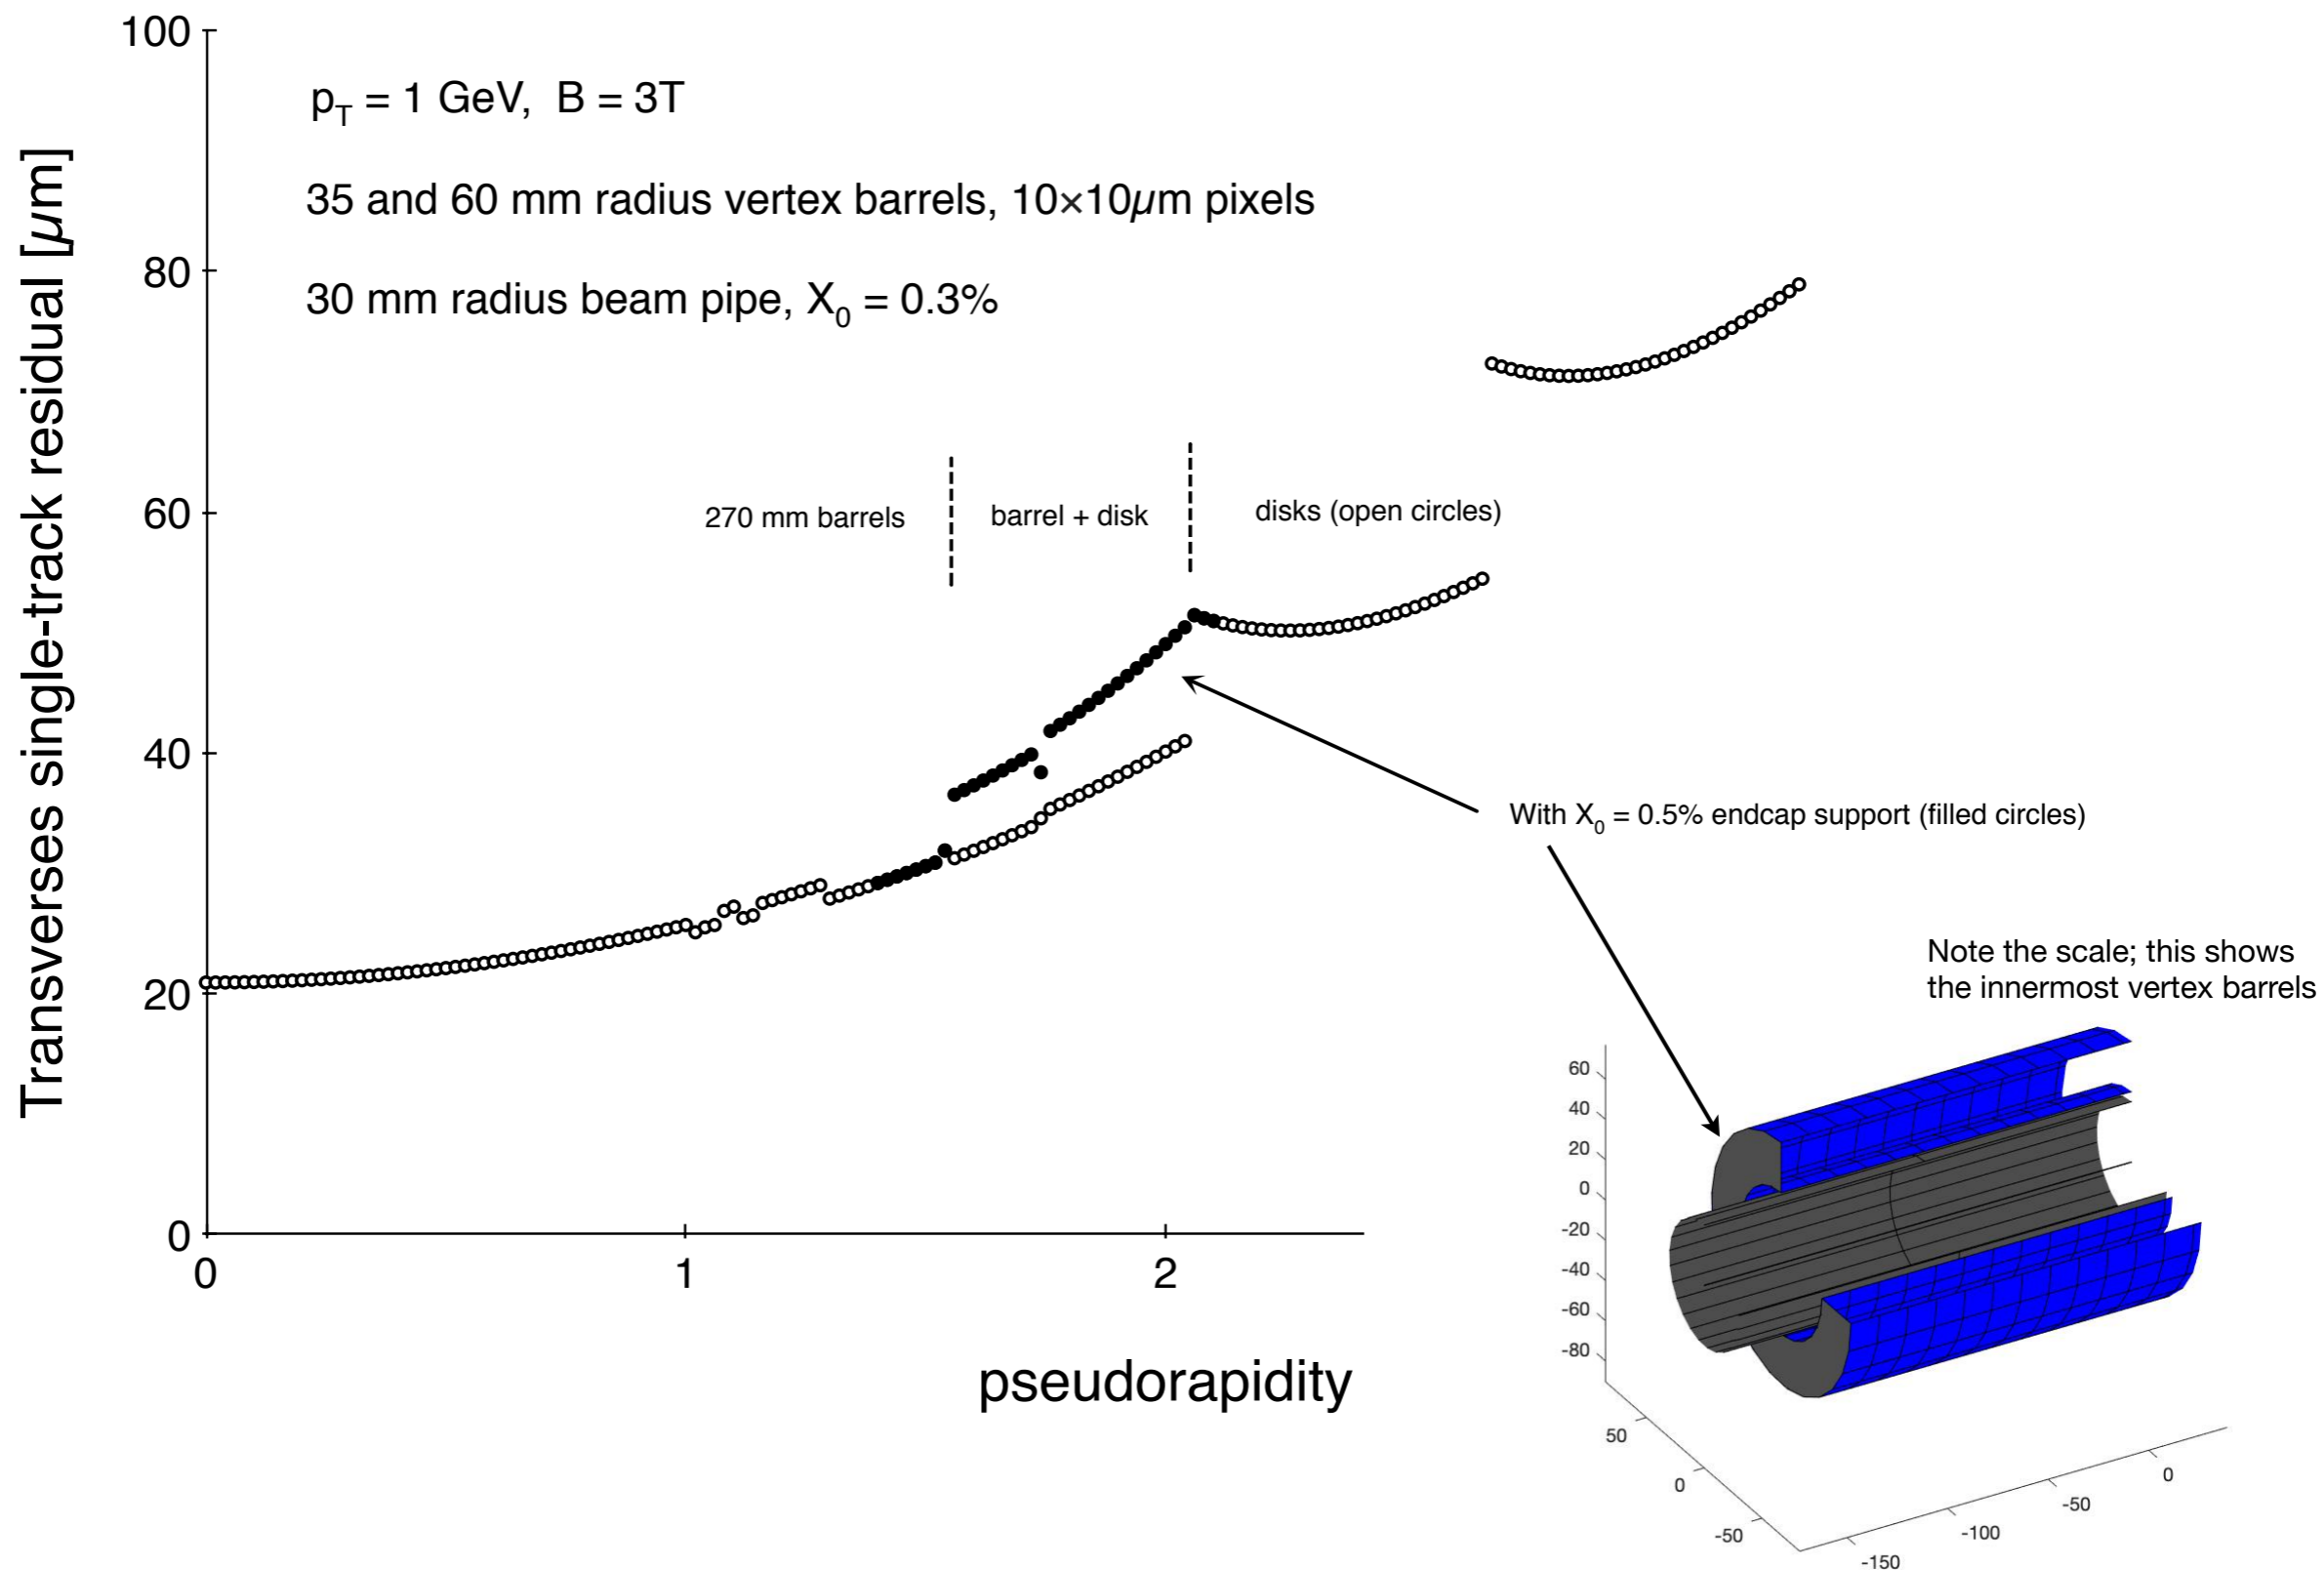 100
80
60
40
20
0
0
1
2
Transverses single-track residual [µm]
pseudorapidity
p_T = 1 GeV, B = 3T
35 and 60 mm radius vertex barrels, 10×10µm pixels
30 mm radius beam pipe, X_0 = 0.3%
270 mm barrels
barrel + disk
disks (open circles)
With X_0 = 0.5% endcap support (filled circles)
Note the scale; this shows
the innermost vertex barrels
60
40
20
0
-20
-40
-60
-80
50
0
-50
-150
-100
-50
0